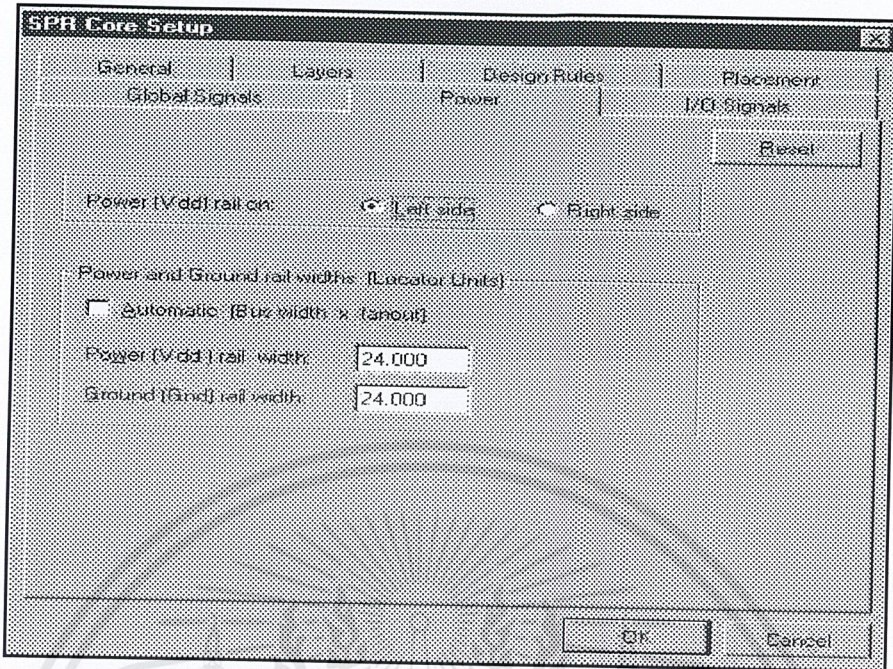 SPR Core Setup
General Layers Design Rules Placement
Global Signals Power I/O Signals
Reset
Power (Vdd) rail on: Left side Right side
Power and Ground rail widths (Locator Units)
Automatic (Bus width x fanout)
Power (Vdd) rail width: 24.000
Ground (Gnd) rail width: 24.000
OK Cancel